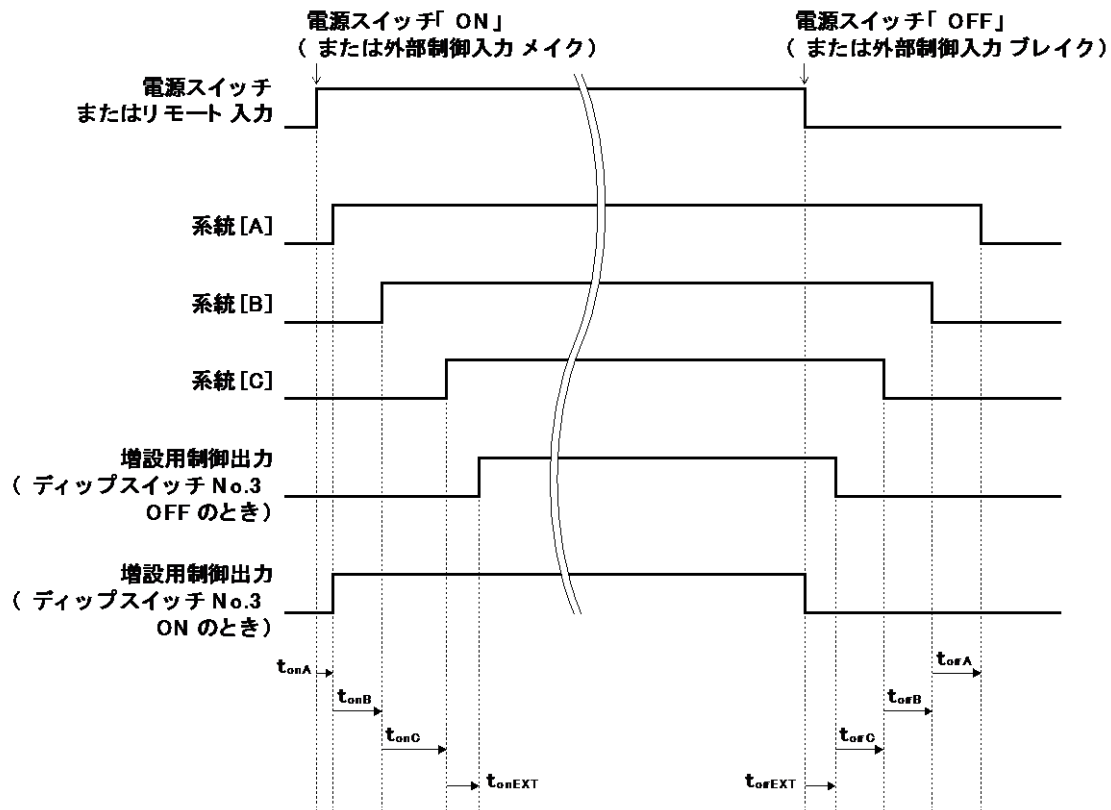 電源スイッチ「 ON」
( または外部制御入力 メイク)
電源スイッチ「 OFF」
( または外部制御入力 ブレイク)
電源スイッチ
またはリモート 入力
系統[A]
系統[B]
系統[C]
増設用制御出力
( ディップスイッチ No.3
OFF のとき)
増設用制御出力
( ディップスイッチ No.3
ON のとき)
tonA
toffA
tonB
toffB
tonC
toffC
tonEXT
toffEXT